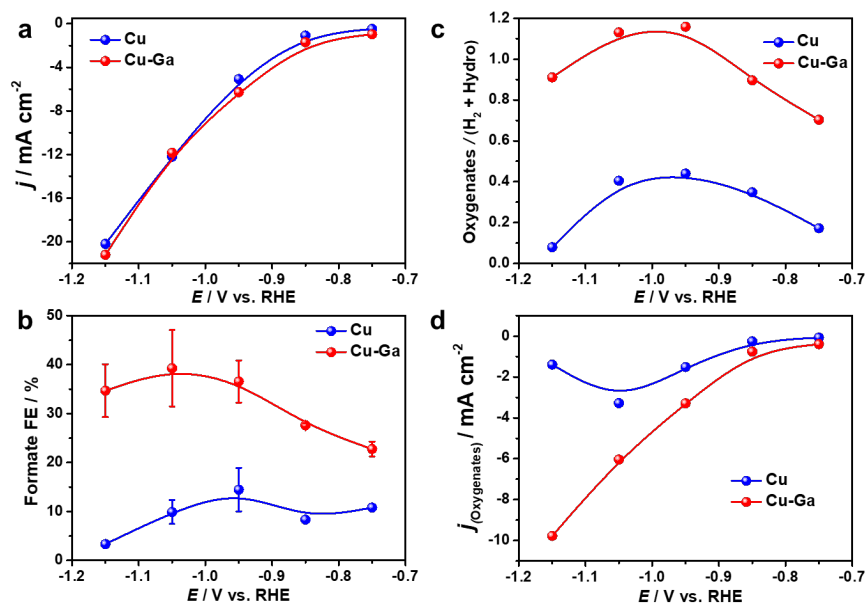 a
Cu
Cu-Ga
j / mA cm-2
0
-4
-8
-12
-16
-20
-1.2 -1.1 -1.0 -0.9 -0.8 -0.7
E / V vs. RHE
c
Cu
Cu-Ga
Oxygenates / (H2 + Hydro)
1.2
1.0
0.8
0.6
0.4
0.2
0.0
-1.2 -1.1 -1.0 -0.9 -0.8 -0.7
E / V vs. RHE
b
Cu
Cu-Ga
Formate FE / %
50
40
30
20
10
0
-1.2 -1.1 -1.0 -0.9 -0.8 -0.7
E / V vs. RHE
d
Cu
Cu-Ga
j(Oxygenates) / mA cm-2
0
-2
-4
-6
-8
-10
-1.2 -1.1 -1.0 -0.9 -0.8 -0.7
E / V vs. RHE